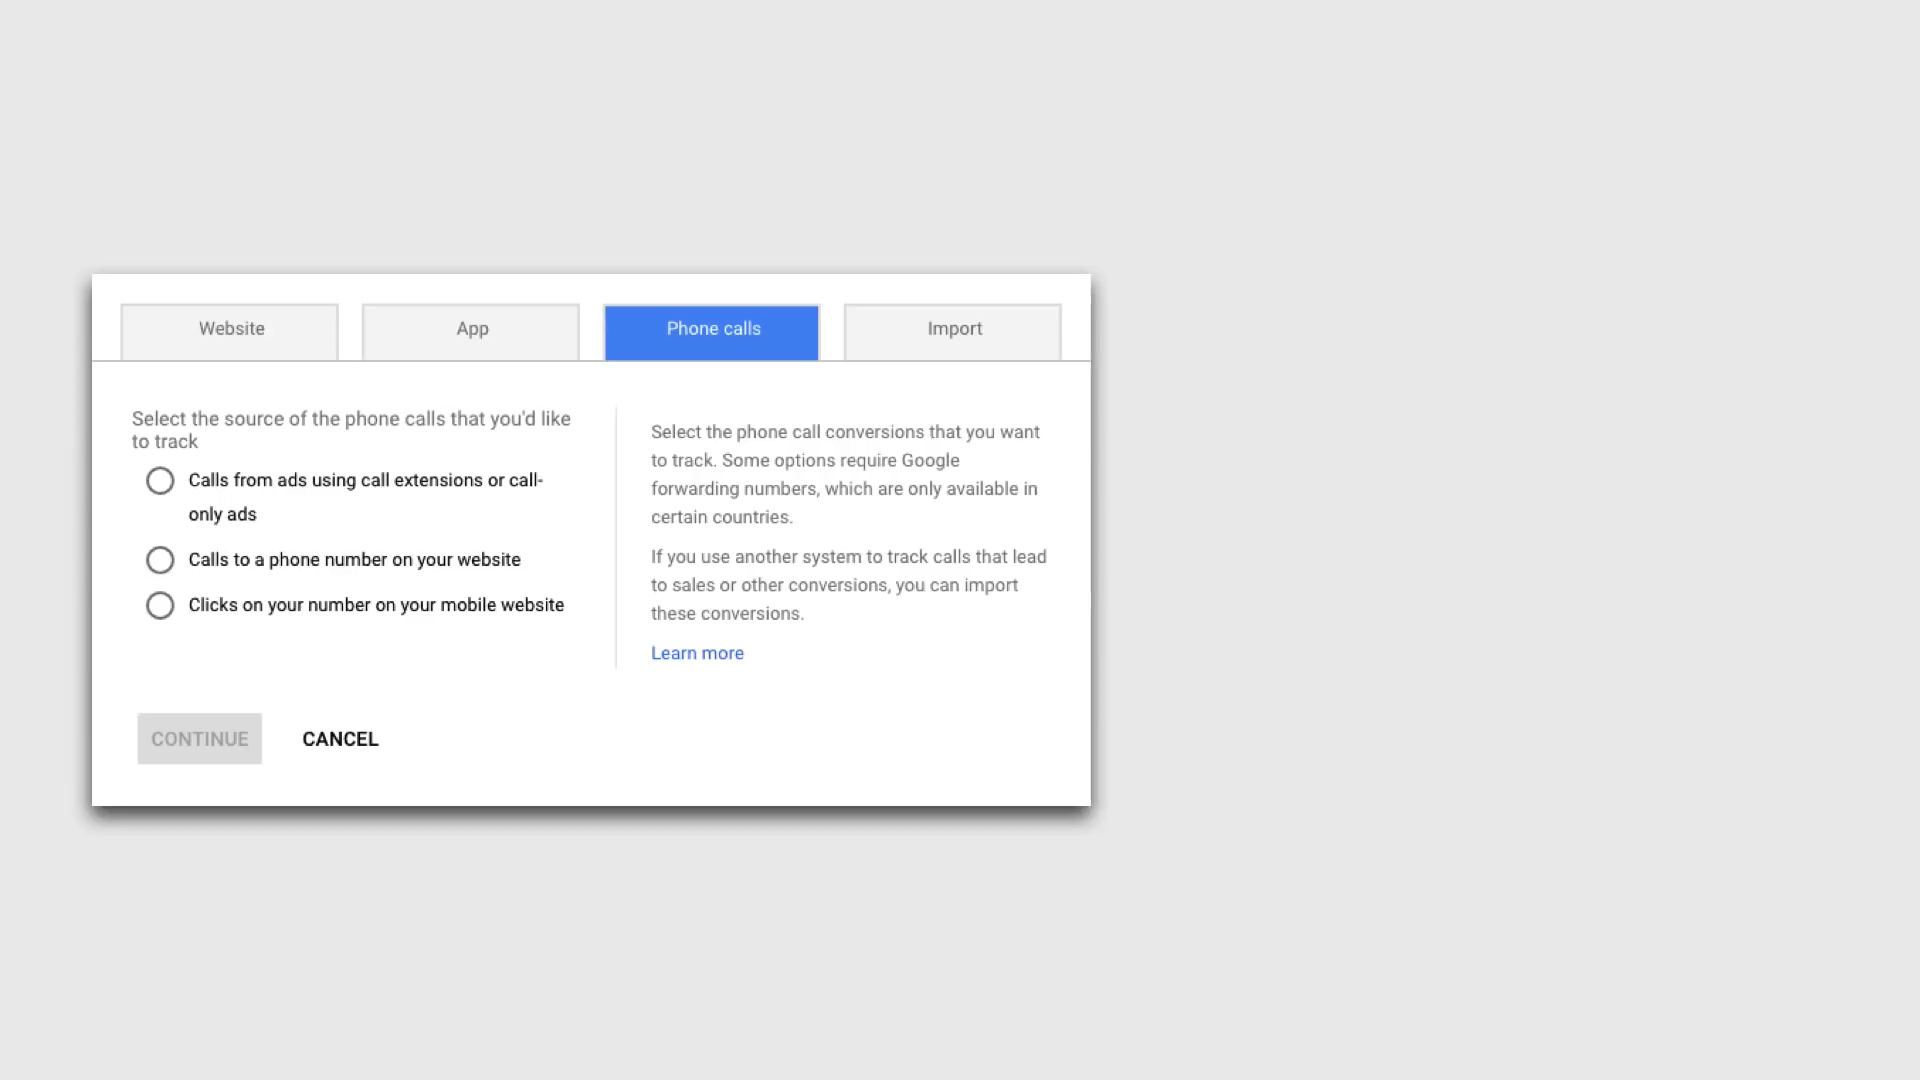 Website
App
Phone calls
Import
Select the source of the phone calls that you'd like
to track
Calls from ads using call extensions or call-
only ads
Calls to a phone number on your website
Clicks on your number on your mobile website
Select the phone call conversions that you want
to track. Some options require Google
forwarding numbers, which are only available in
certain countries.
If you use another system to track calls that lead
to sales or other conversions, you can import
these conversions.
Learn more
CONTINUE
CANCEL